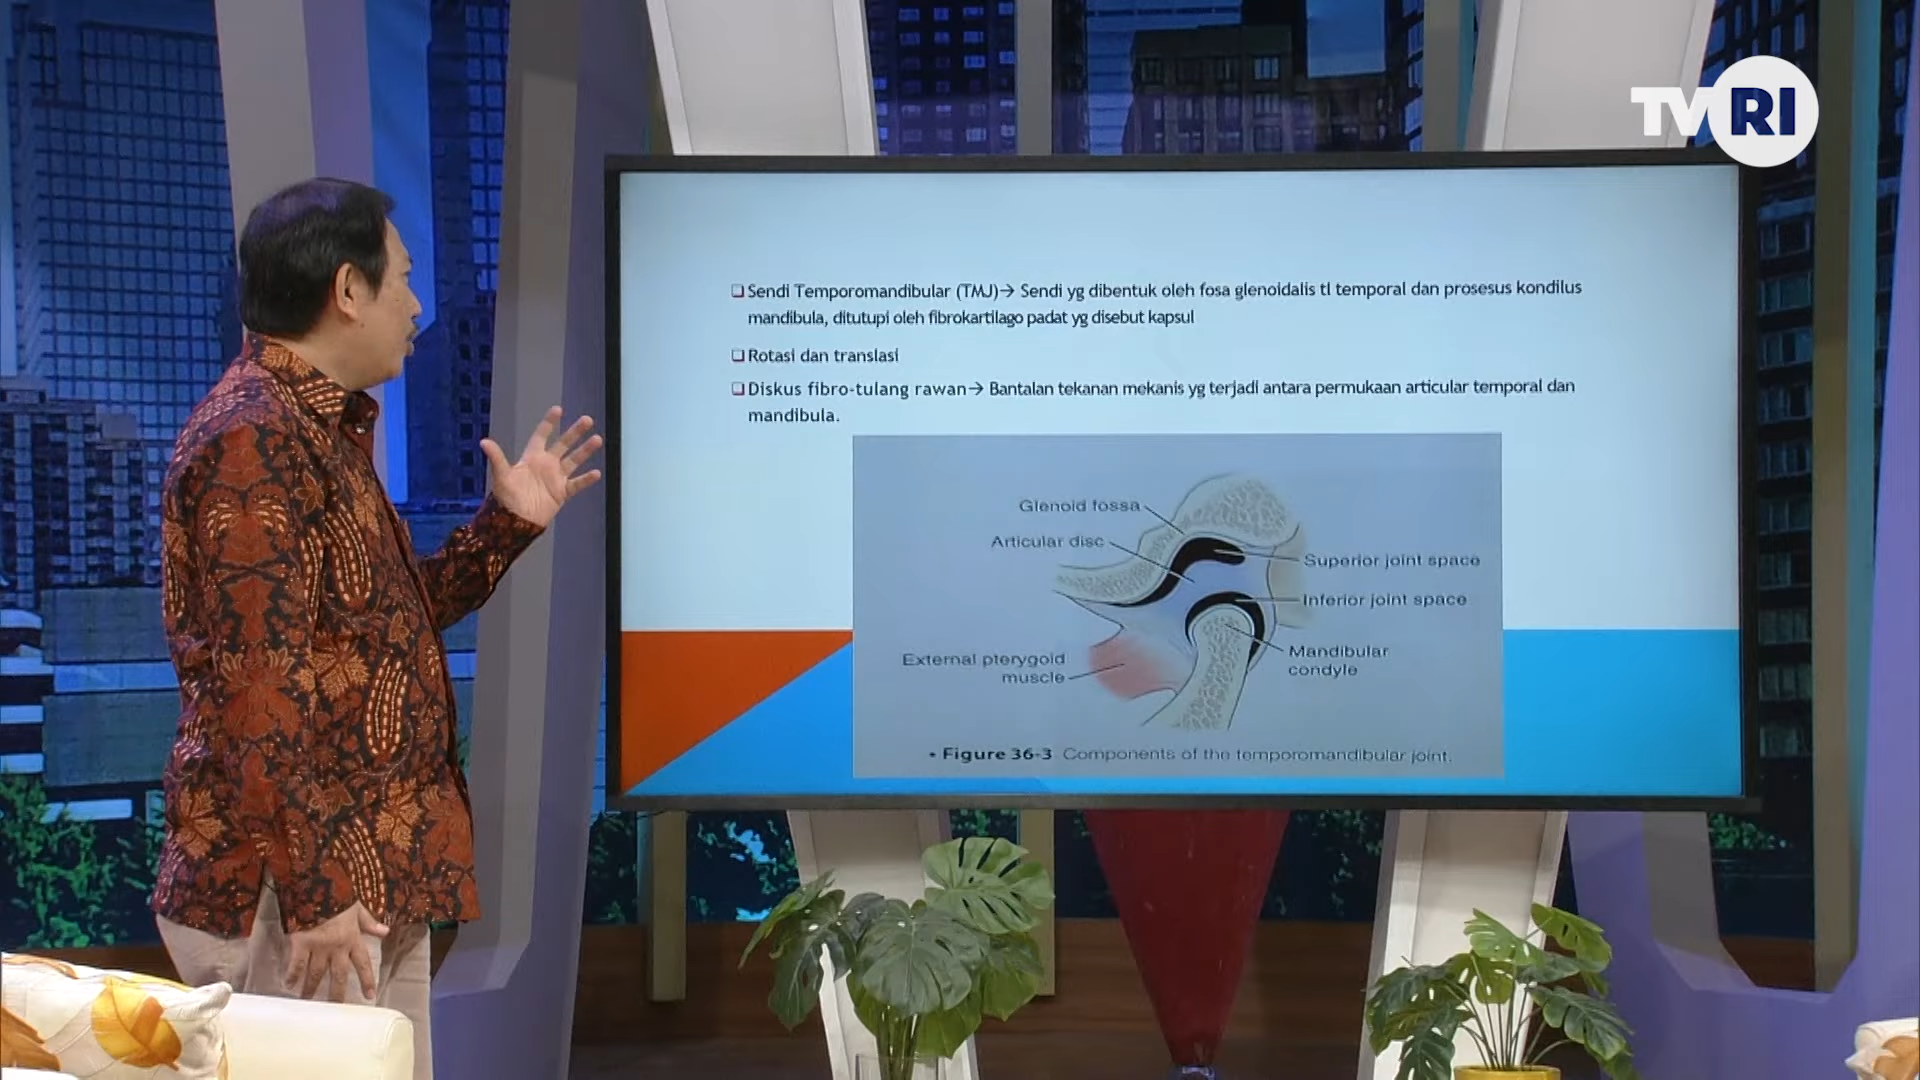 TVRI
❑ Sendi Temporomandibular (TMJ)→ Sendi yg dibentuk oleh fosa glenoidalis tl temporal dan prosesus kondilus
mandibula, ditutupi oleh fibrokartilago padat yg disebut kapsul
❑ Rotasi dan translasi
❑ Diskus fibro-tulang rawan→ Bantalan tekanan mekanis yg terjadi antara permukaan articular temporal dan
mandibula.
Glenoid fossa
Articular disc
Superior joint space
Inferior joint space
Mandibular
condyle
External pterygoid
muscle
• Figure 36-3 Components of the temporomandibular joint.